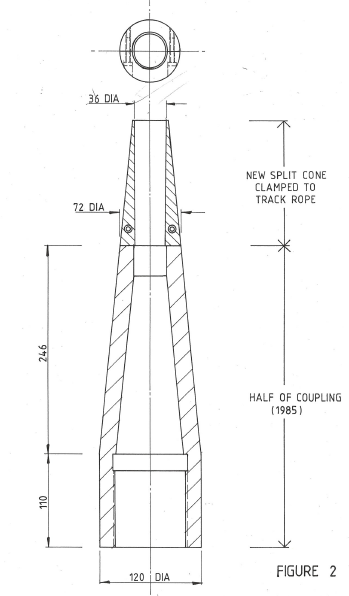 36 DIA
NEW SPLIT CONE
CLAMPED TO
TRACK ROPE
72 DIA
246
HALF OF COUPLING
(1985)
110
120 DIA
FIGURE 2